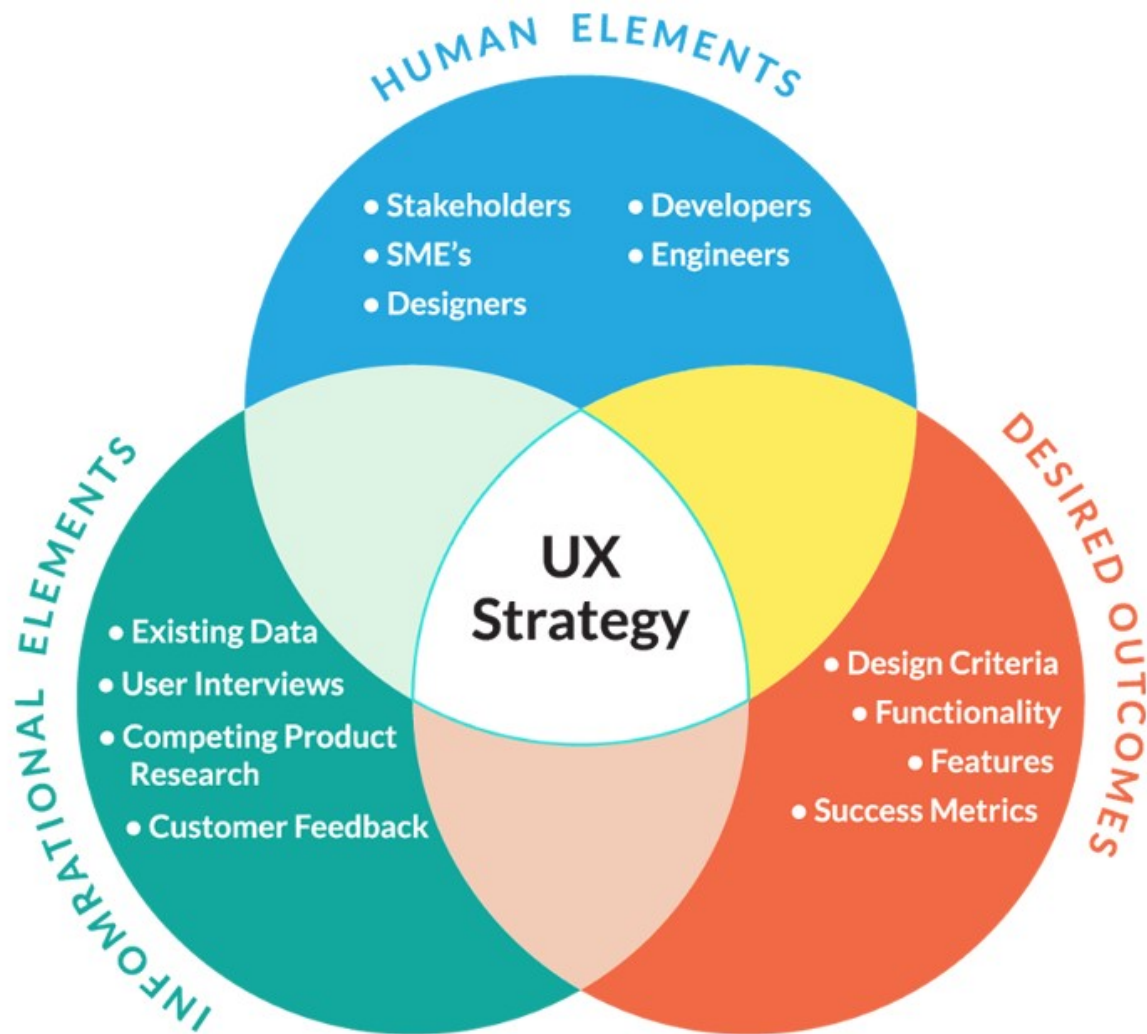 HUMAN ELEMENTS
• Stakeholders
• SME's
• Designers
• Developers
• Engineers
INFOMRATIONAL ELEMENTS
• Existing Data
• User Interviews
• Competing Product
Research
• Customer Feedback
UX
Strategy
DESIRED OUTCOMES
• Design Criteria
• Functionality
• Features
• Success Metrics